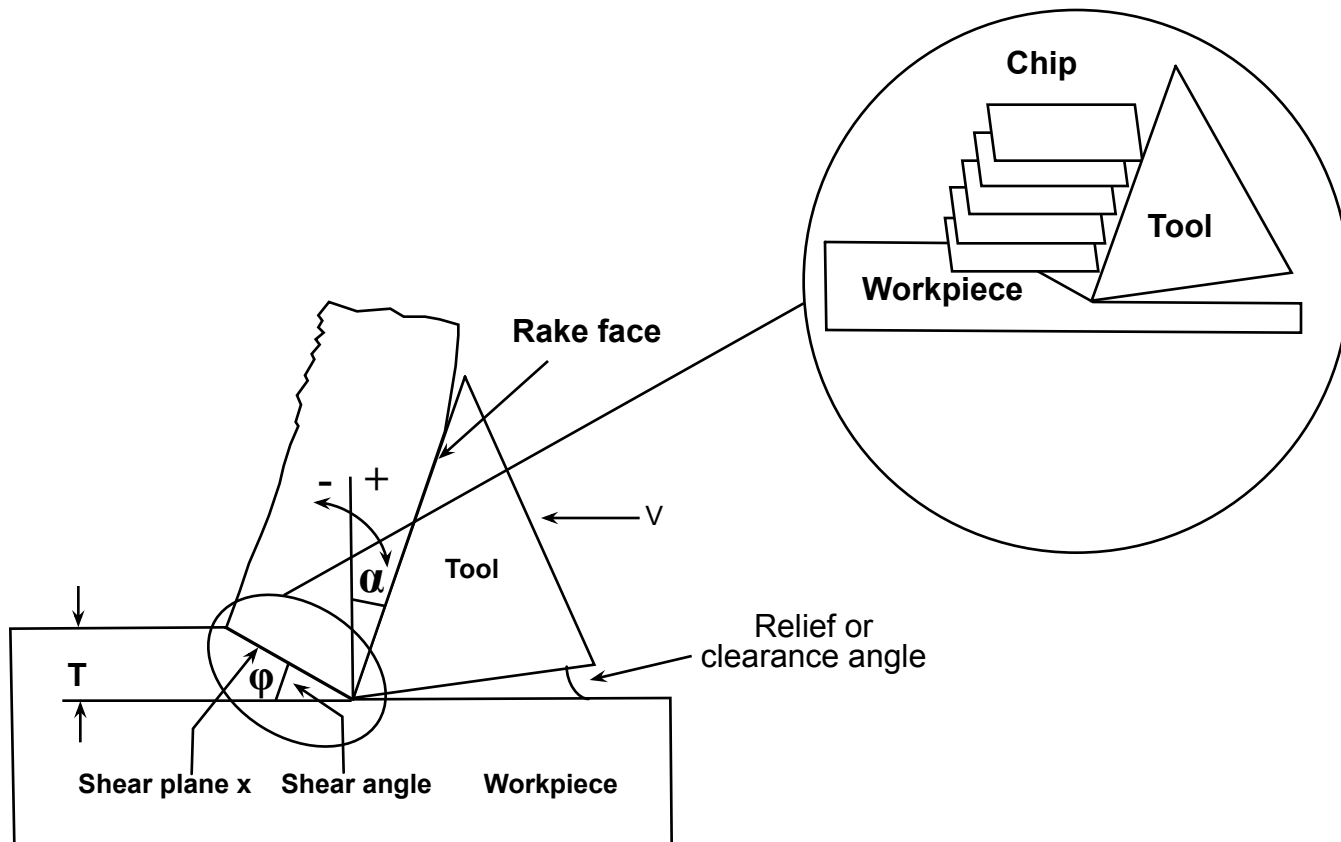 Chip
Tool
Workpiece
Rake face
- +
V
α
Tool
Relief or
clearance angle
T
φ
Shear plane x
Shear angle
Workpiece